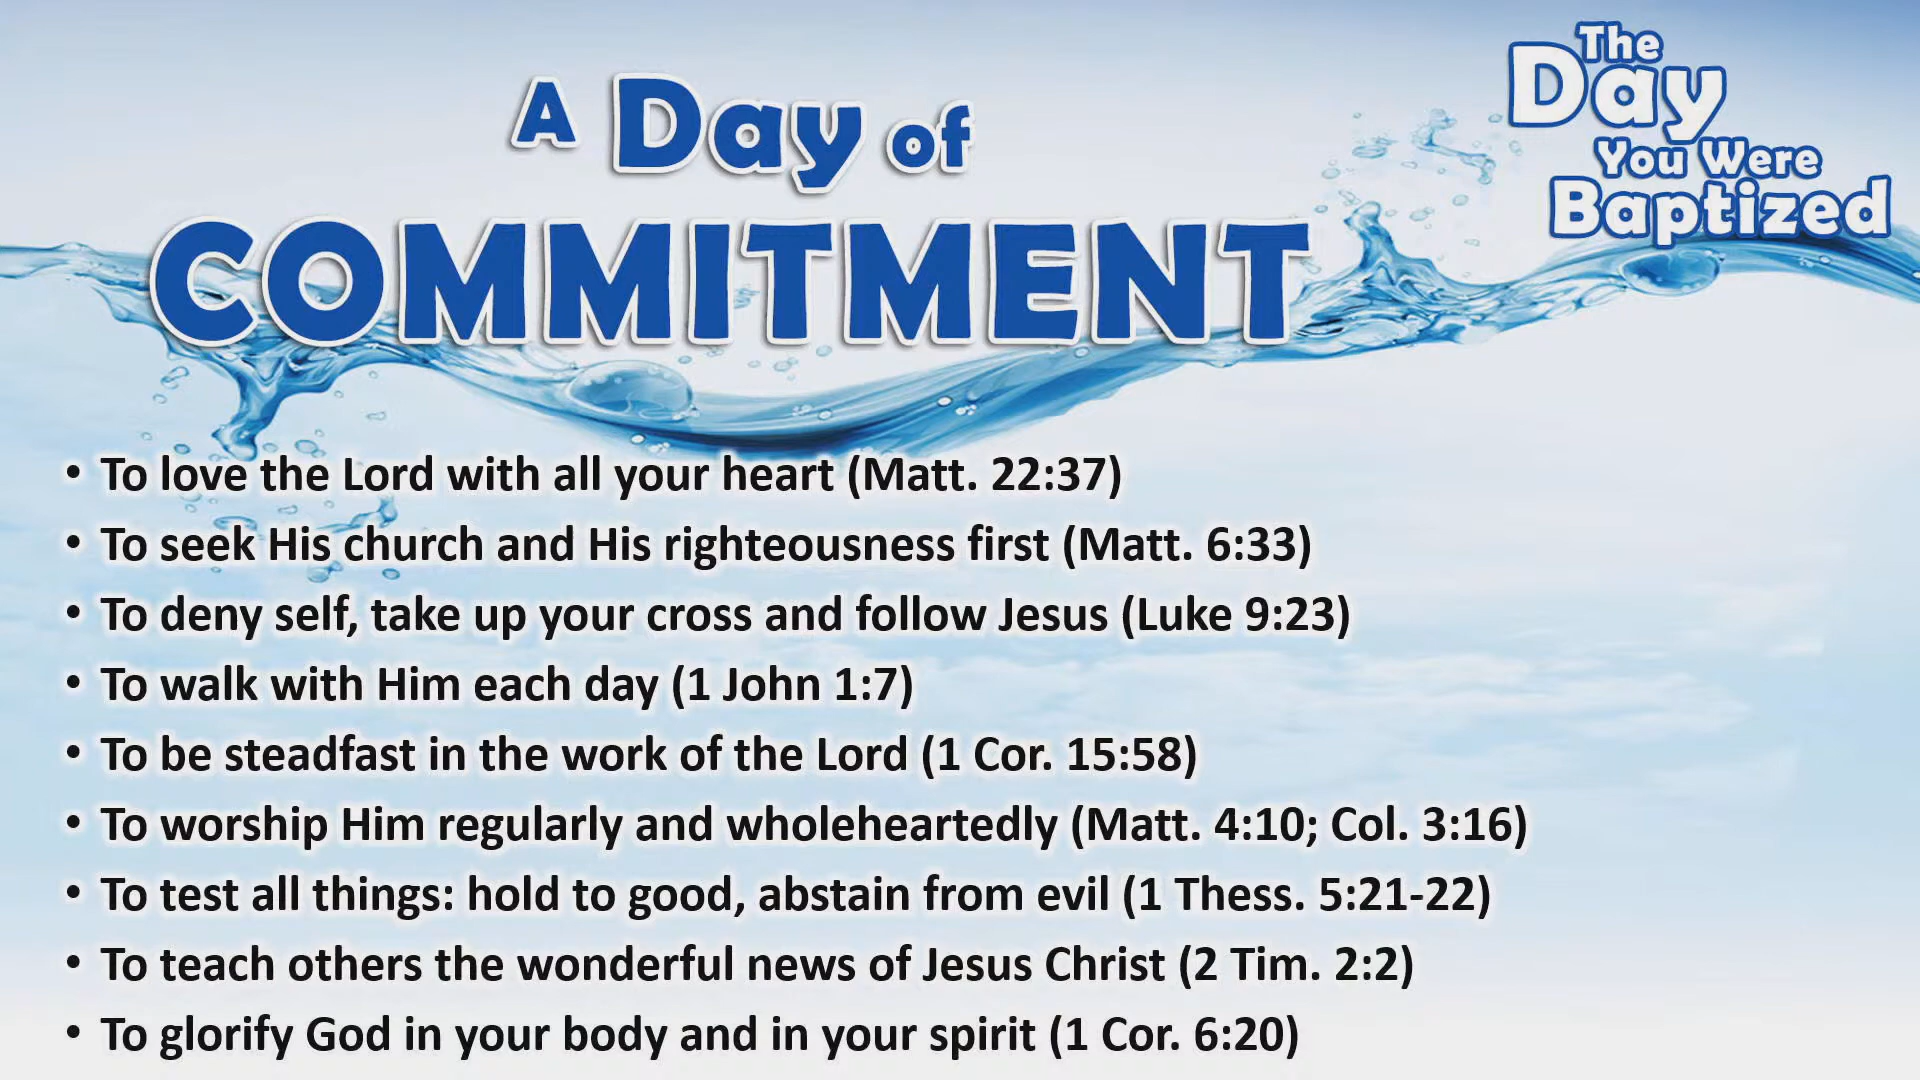 The
Day
You Were
Baptized
A Day of
COMMITMENT
• To love the Lord with all your heart (Matt. 22:37)
• To seek His church and His righteousness first (Matt. 6:33)
• To deny self, take up your cross and follow Jesus (Luke 9:23)
• To walk with Him each day (1 John 1:7)
• To be steadfast in the work of the Lord (1 Cor. 15:58)
• To worship Him regularly and wholeheartedly (Matt. 4:10; Col. 3:16)
• To test all things: hold to good, abstain from evil (1 Thess. 5:21-22)
• To teach others the wonderful news of Jesus Christ (2 Tim. 2:2)
• To glorify God in your body and in your spirit (1 Cor. 6:20)